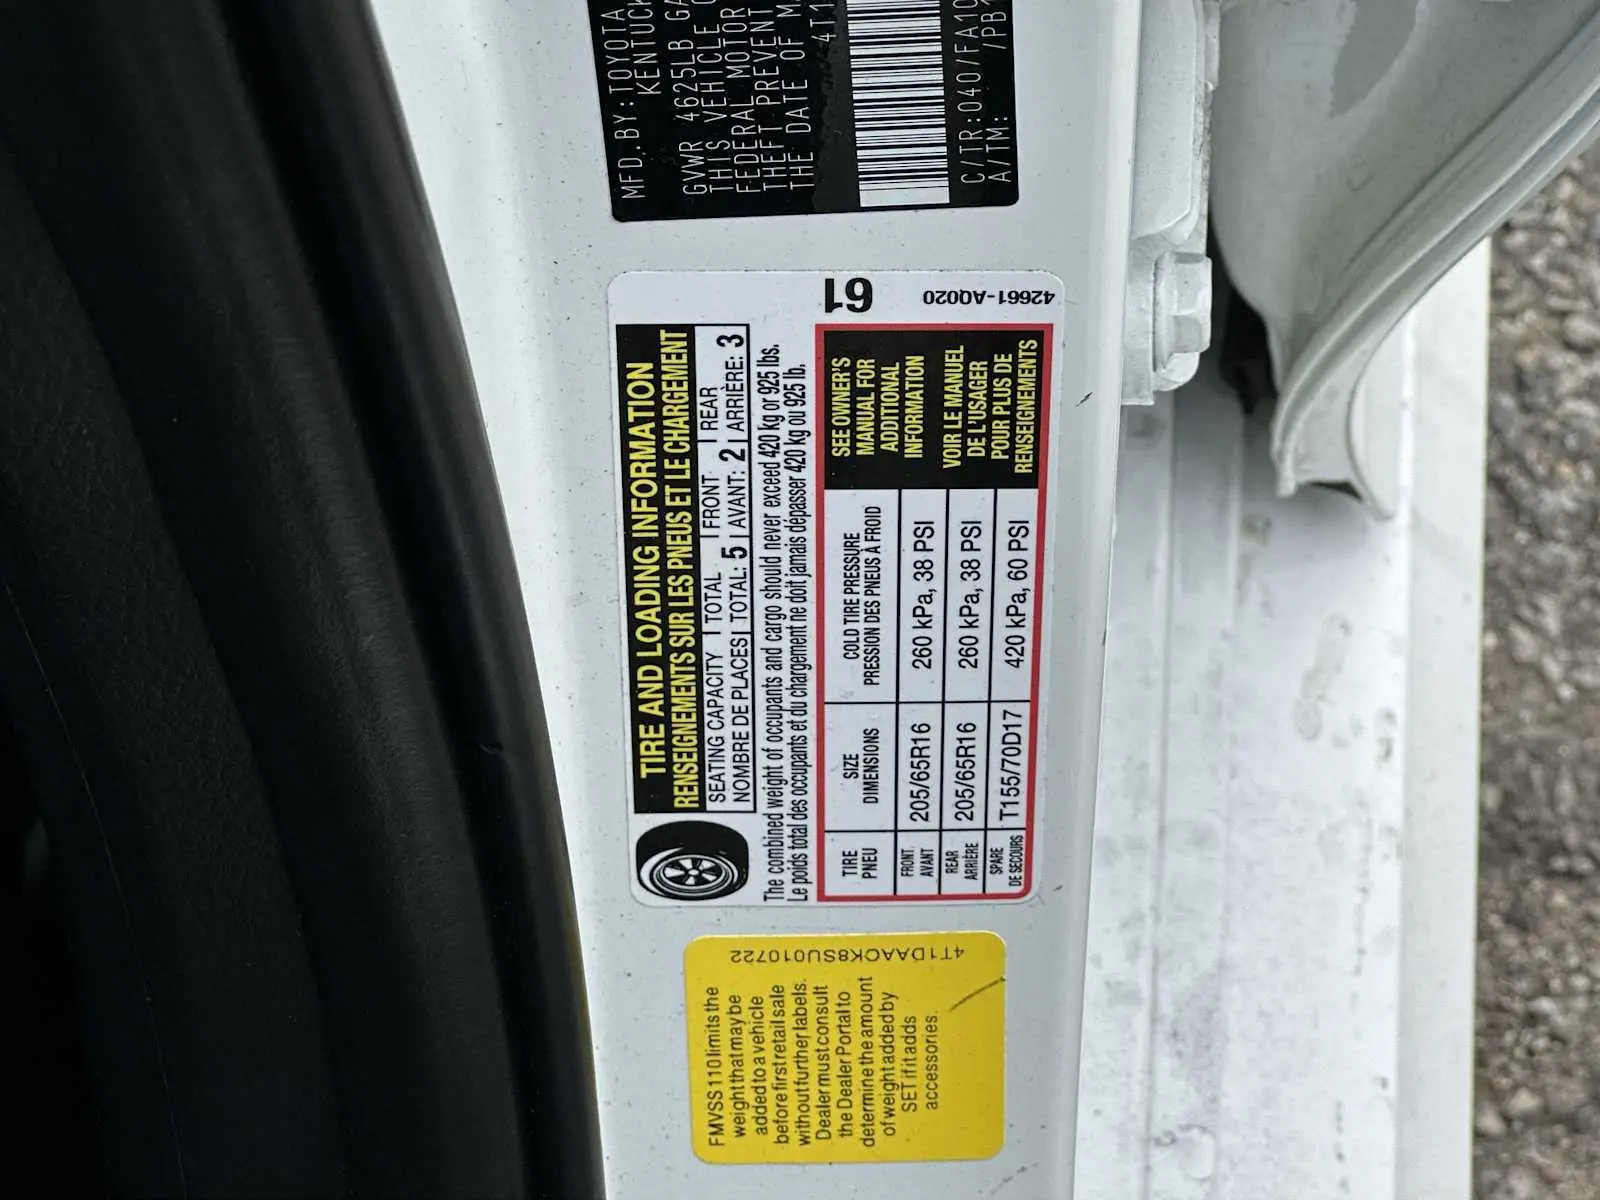 MFD.BY:TOYOTA
KENTUCK
GVWR 4625LB GA
THIS VEHICLE
FEDERAL MOTOR
THEFT PREVENT
THE DATE OF M
4T1
C/TR:040/FA10
A/TM: /PB
61
42661-AQ020
TIRE AND LOADING INFORMATION
RENSEIGNEMENTS SUR LES PNEUS ET LE CHARGEMENT
SEATING CAPACITY TOTAL FRONT REAR
NOMBRE DE PLACES TOTAL: 5 AVANT: 2 ARRIÈRE: 3
The combined weight of occupants and cargo should never exceed 420 kg or 925 lbs.
Le poids total des occupants et du chargement ne doit jamais dépasser 420 kg ou 925 lb.
TIRE SIZE COLD TIRE PRESSURE
PNEU DIMENSIONS PRESSION DES PNEUS À FROID
FRONT 205/65R16 260 kPa, 38 PSI
AVANT
REAR 205/65R16 260 kPa, 38 PSI
ARRIÈRE
SPARE T155/70D17 420 kPa, 60 PSI
DE SECOURS
SEE OWNER'S
MANUAL FOR
ADDITIONAL
INFORMATION
VOIR LE MANUEL
DE L'USAGER
POUR PLUS DE
RENSEIGNEMENTS
4T1DAACK8SU010722
FMVSS 110 limits the
weight that may be
added to a vehicle
before first retail sale
without further labels.
Dealer must consult
the Dealer Portal to
determine the amount
of weight added by
SET if it adds
accessories.